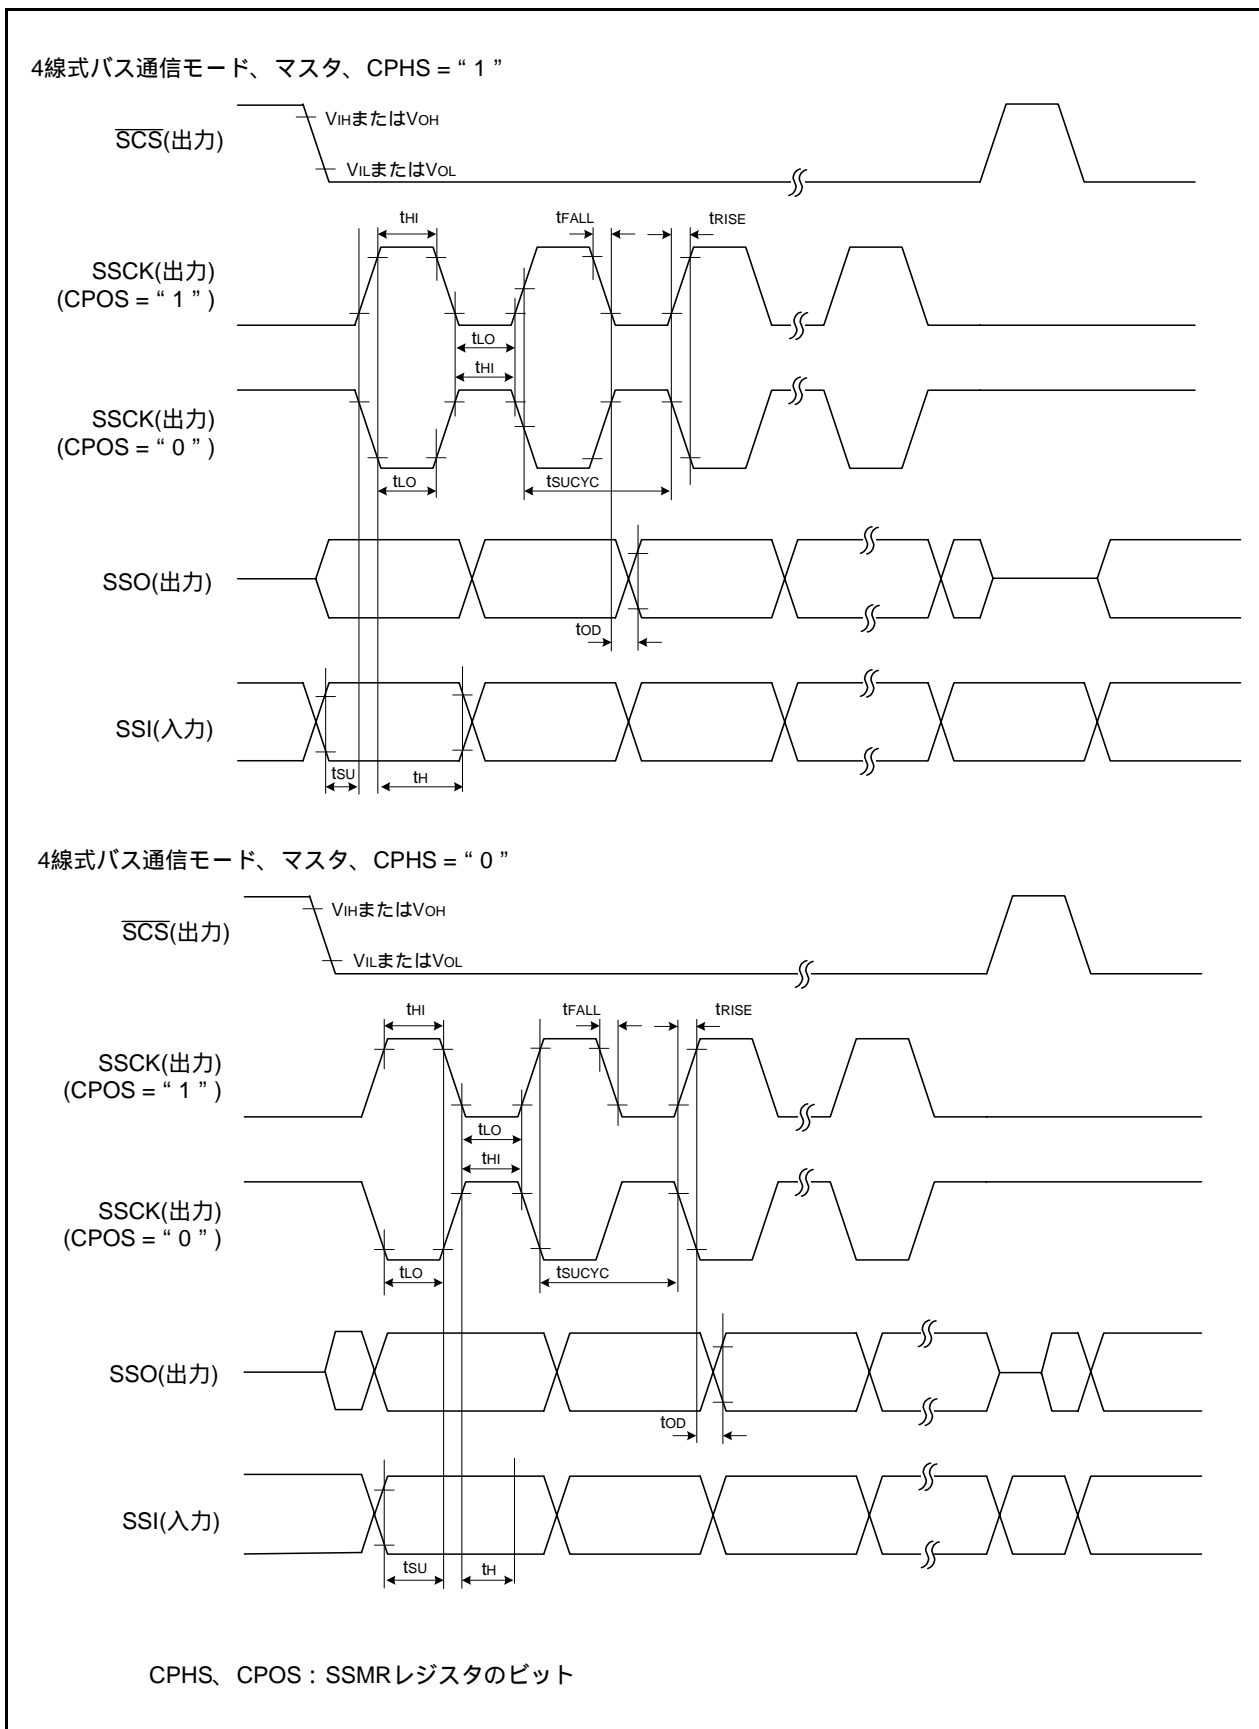 4線式バス通信モード、マスタ、CPHS = “ 1 ”
VIHまたはVOH
SCS(出力)
VILまたはVOL
tHI
tFALL
tRISE
SSCK(出力)
(CPOS = “ 1 ” )
tLO
tHI
SSCK(出力)
(CPOS = “ 0 ” )
tLO
tSUCYC
SSO(出力)
tOD
SSI(入力)
tSU
tH
4線式バス通信モード、マスタ、CPHS = “ 0 ”
VIHまたはVOH
SCS(出力)
VILまたはVOL
tHI
tFALL
tRISE
SSCK(出力)
(CPOS = “ 1 ” )
tLO
tHI
SSCK(出力)
(CPOS = “ 0 ” )
tLO
tSUCYC
SSO(出力)
tOD
SSI(入力)
tSU
tH
CPHS、CPOS : SSMRレジスタのビット